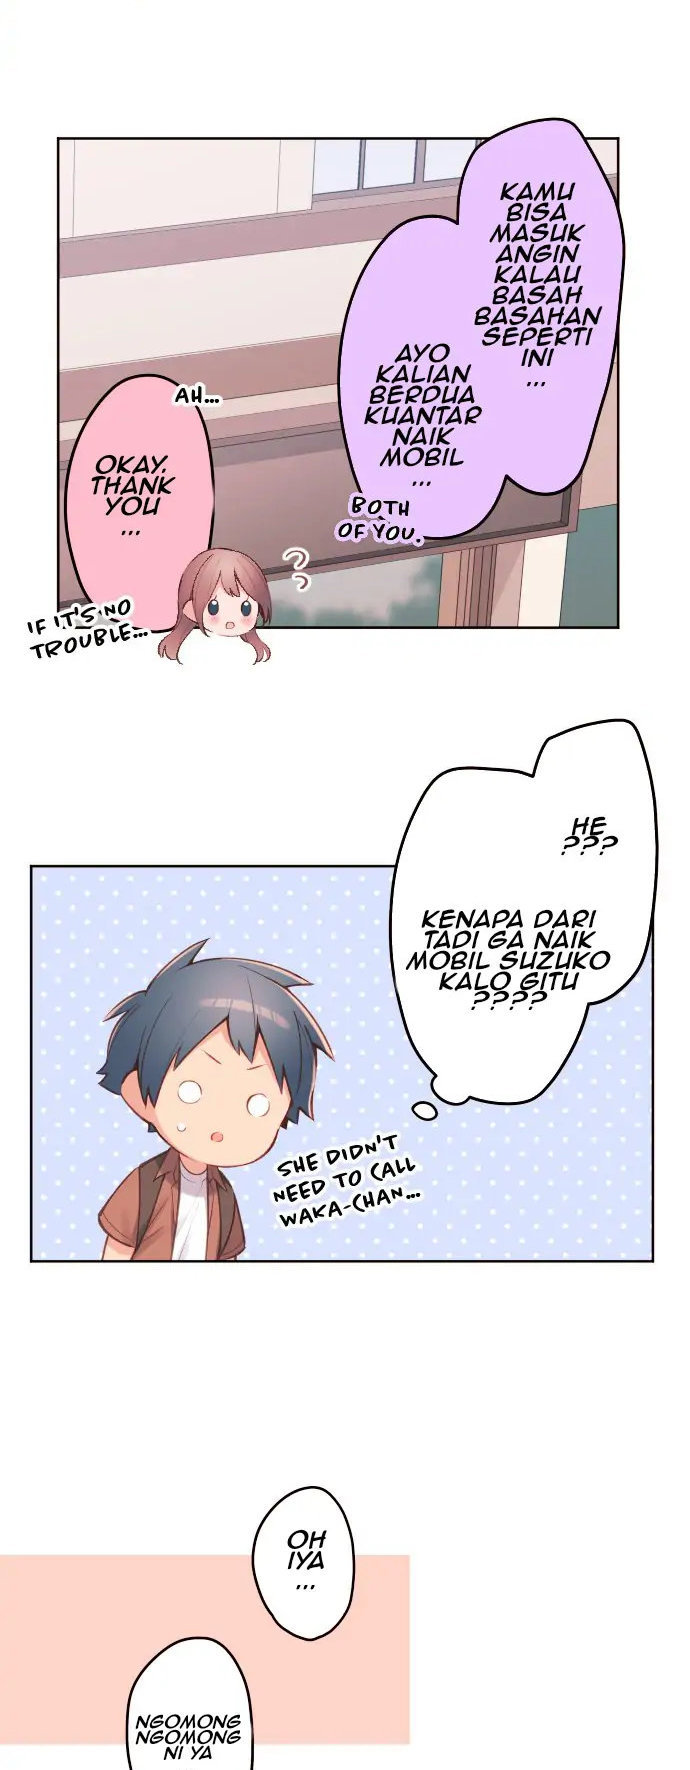 KAMU
BISA
MASUK
ANGIN
KALAU
BASAH
BASAHAN
SEPERTI
INI
...
AYO
KALIAN
BERDUA
KUANTAR
NAIK
MOBIL
...
BOTH
OF YOU.
AH...
OKAY,
THANK
YOU
...
IF IT'S NO
TROUBLE...
HE
???
KENAPA DARI
TADI GA NAIK
MOBIL SUZUKO
KALO GITU
????
SHE DIDN'T
NEED TO CALL
WAKA-CHAN...
OH
IYA
...
NGOMONG
NGOMONG
NI YA